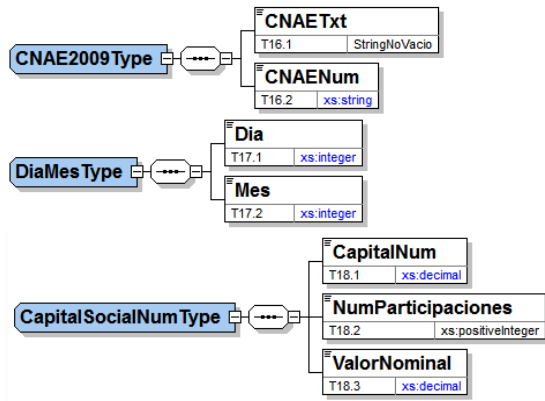 CNAE2009Type
CNAETxt
T16.1 StringNoVacio
CNAENum
T16.2 xs:string
DiaMesType
Dia
T17.1 xs:integer
Mes
T17.2 xs:integer
CapitalSocialNumType
CapitalNum
T18.1 xs:decimal
NumParticipaciones
T18.2 xs:positiveInteger
ValorNominal
T18.3 xs:decimal